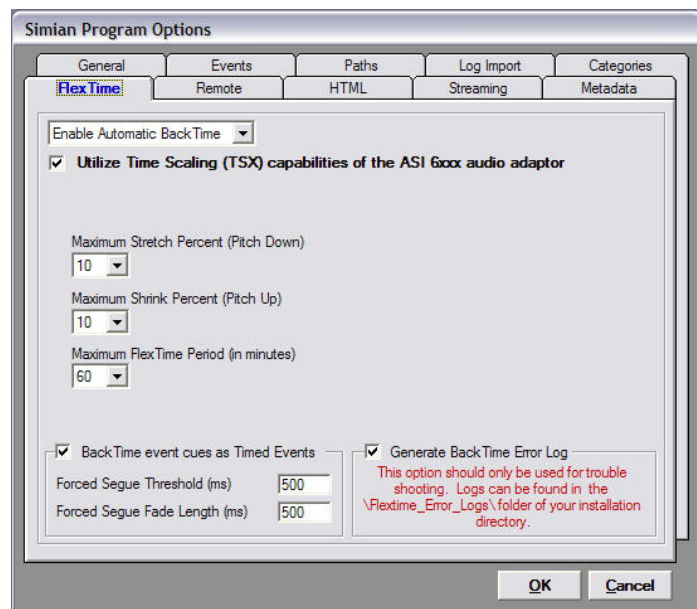 Simian Program Options
General Events Paths Log Import Categories
FlexTime Remote HTML Streaming Metadata
Enable Automatic BackTime
Utilize Time Scaling (TSX) capabilities of the ASI 6xxx audio adaptor
Maximum Stretch Percent (Pitch Down)
10
Maximum Shrink Percent (Pitch Up)
10
Maximum FlexTime Period (in minutes)
60
BackTime event cues as Timed Events
Forced Segue Threshold (ms) 500
Forced Segue Fade Length (ms) 500
Generate BackTime Error Log
This option should only be used for trouble
shooting. Logs can be found in the
\Flextime_Error_Logs\ folder of your installation
directory.
OK Cancel